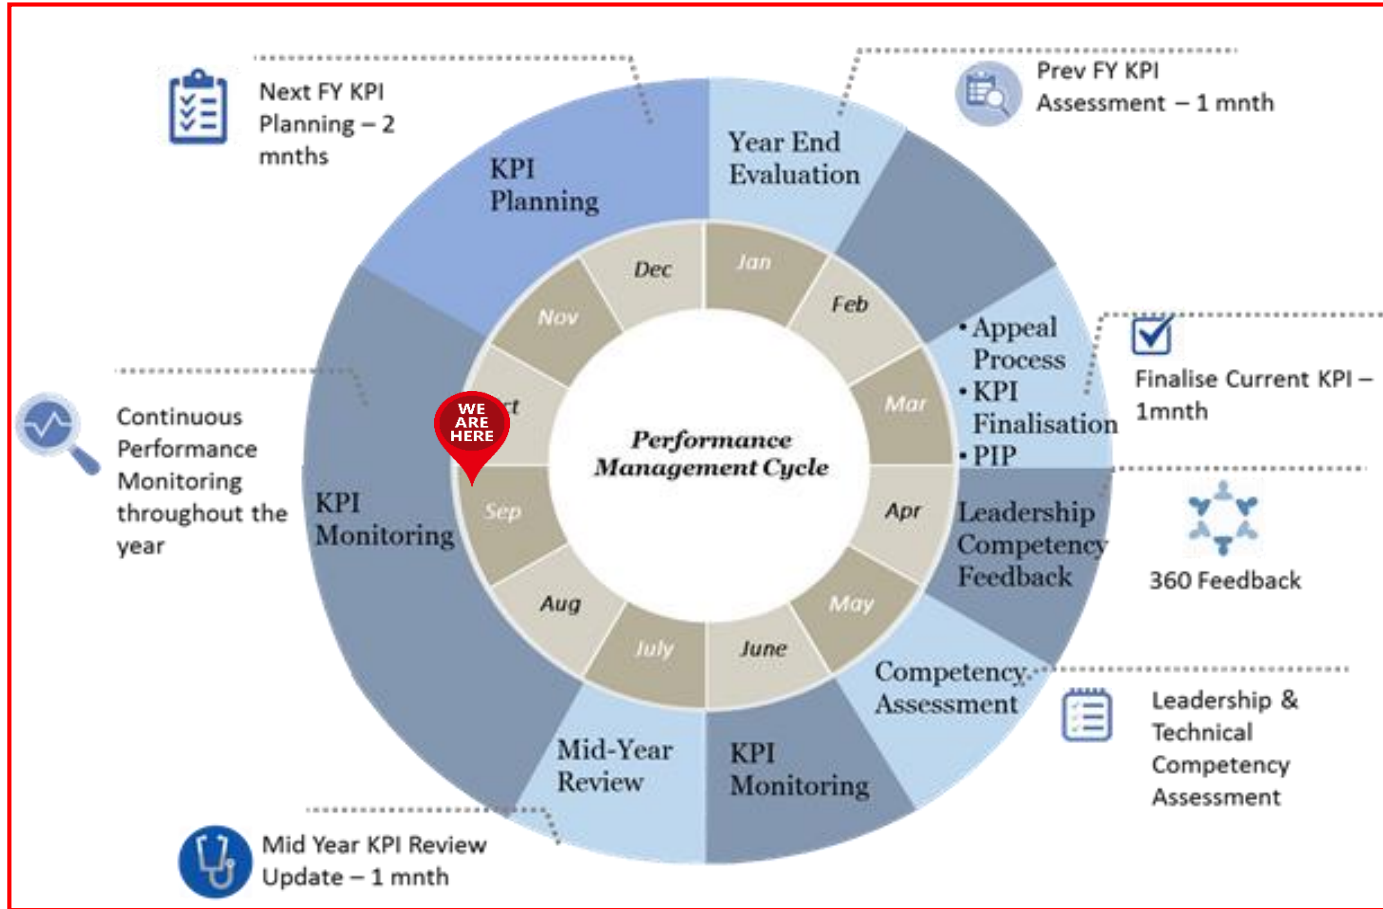 Next FY KPI
Planning – 2
mnths
Prev FY KPI
Assessment – 1 mnth
KPI
Planning
Year End
Evaluation
Dec
Jan
Nov
Feb
• Appeal
Process
• KPI
Finalisation
• PIP
Finalise Current KPI –
1mnth
Mar
WE
ARE
HERE
Performance
Management Cycle
Continuous
Performance
Monitoring
throughout the
year
KPI
Monitoring
Sep
Apr
Leadership
Competency
Feedback
360 Feedback
Aug
May
July
June
Competency
Assessment
Leadership &
Technical
Competency
Assessment
Mid-Year
Review
KPI
Monitoring
Mid Year KPI Review
Update – 1 mnth